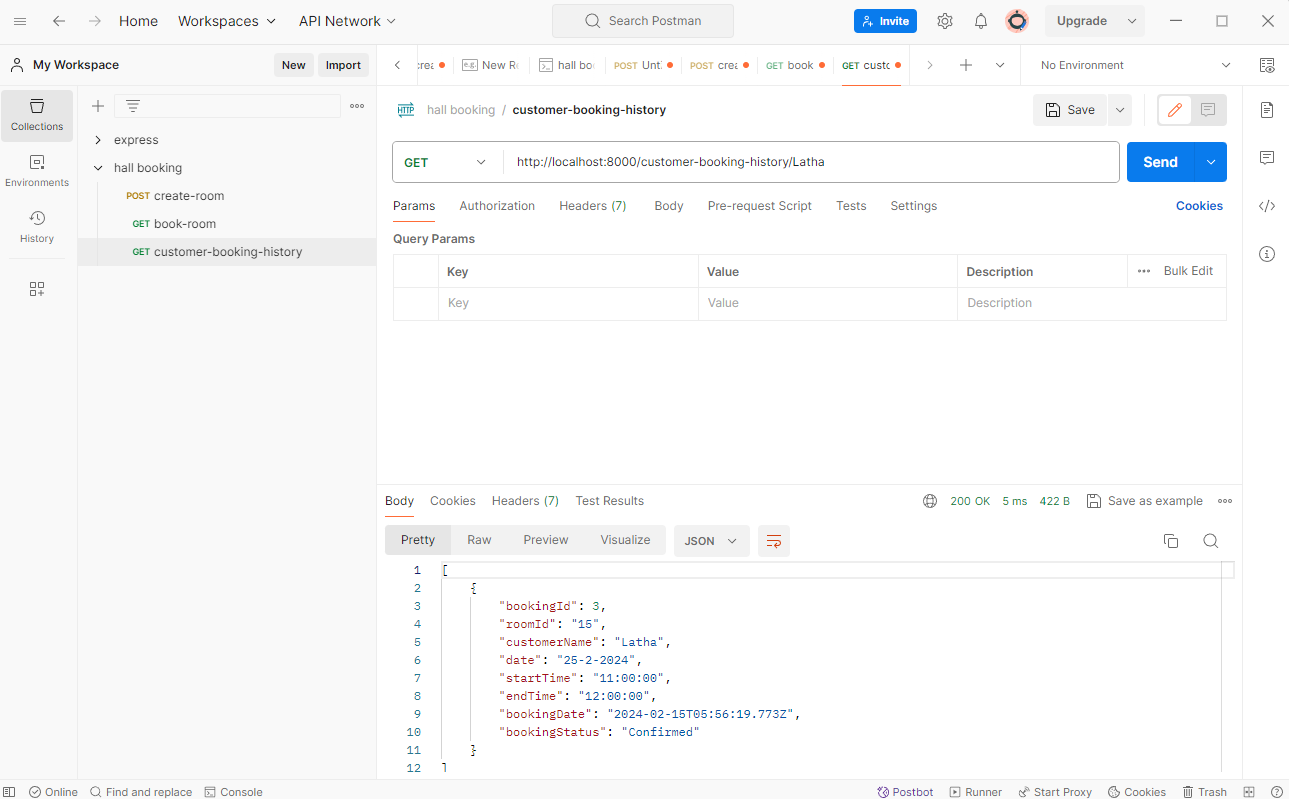 Home Workspaces API Network Search Postman Invite Upgrade
My Workspace New Import
crea New R GET hall bo POST Unt POST crea GET book GET custo No Environment
Collections
Environments
History
express
hall booking
POST create-room
GET book-room
GET customer-booking-history
HTTP hall booking / customer-booking-history Save
GET http://localhost:8000/customer-booking-history/Latha Send
Params Authorization Headers (7) Body Pre-request Script Tests Settings Cookies
Query Params
Key Value Description Bulk Edit
Key Value Description
Body Cookies Headers (7) Test Results 200 OK 5 ms 422 B Save as example
Pretty Raw Preview Visualize JSON
1 [
2 {
3 "bookingId": 3,
4 "roomId": "15",
5 "customerName": "Latha",
6 "date": "25-2-2024",
7 "startTime": "11:00:00",
8 "endTime": "12:00:00",
9 "bookingDate": "2024-02-15T05:56:19.773Z",
10 "bookingStatus": "Confirmed"
11 }
12 ]
Online Find and replace Console Postbot Runner Start Proxy Cookies Trash